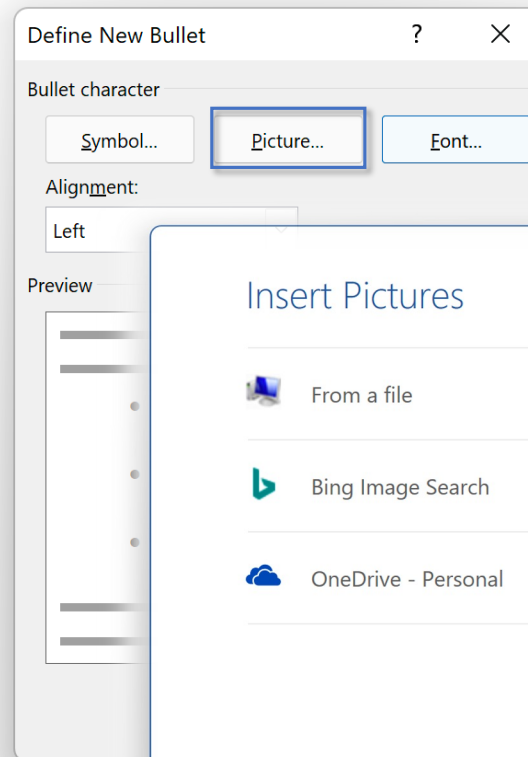 Define New Bullet ? ×
Bullet character
Symbol... Picture... Font...
Alignment:
Left
Preview
Insert Pictures
From a file
Bing Image Search
OneDrive - Personal